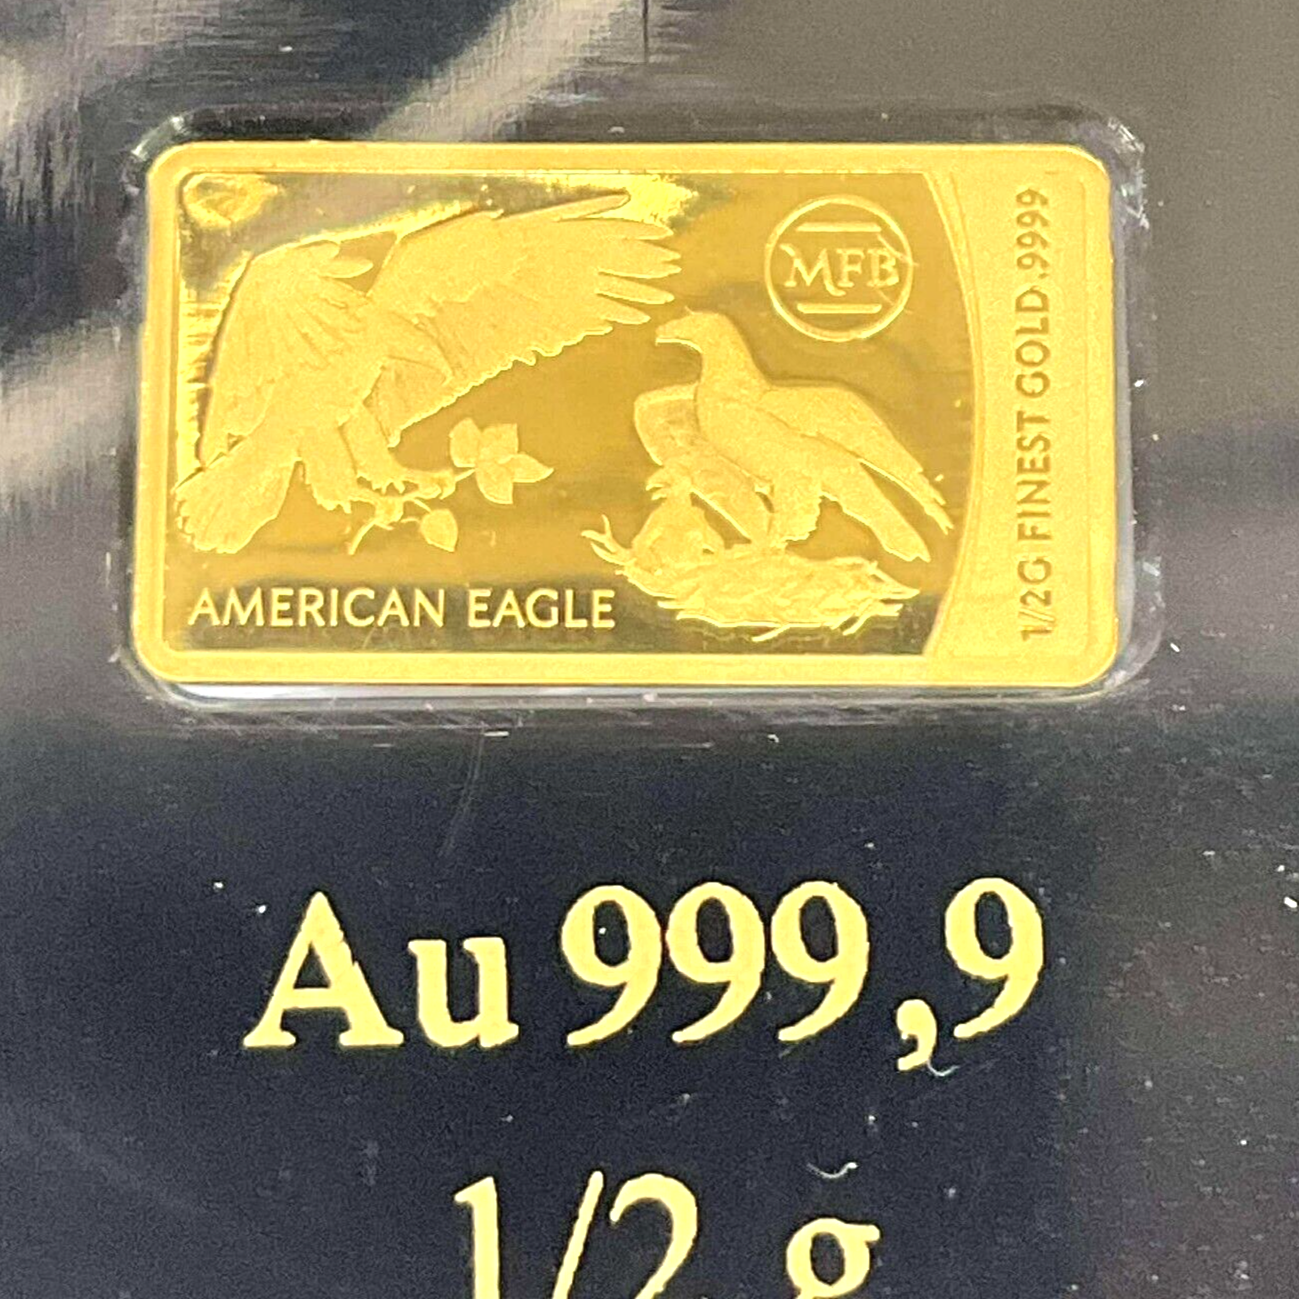 MFB
AMERICAN EAGLE
1/2G FINEST GOLD .9999
Au 999,9
1/2 g